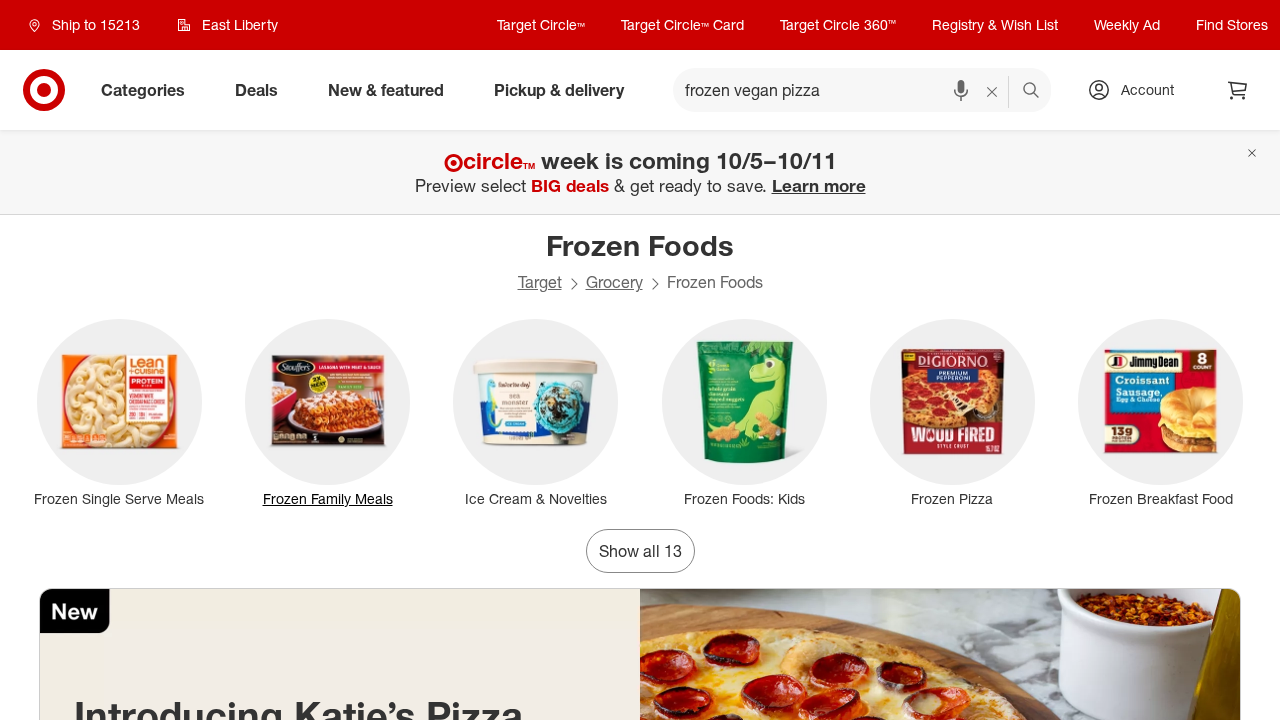 Ship to 15213
East Liberty
Target Circle™
Target Circle™ Card
Target Circle 360™
Registry & Wish List
Weekly Ad
Find Stores
Categories
Deals
New & featured
Pickup & delivery
frozen vegan pizza
Account
circle™ week is coming 10/5–10/11
Preview select BIG deals & get ready to save. Learn more
Frozen Foods
Target
Grocery
Frozen Foods
LEAN
CUISINE
PROTEIN
Stouffer's
LASAGNA WITH MEAT & SAUCE
favorite day
sea
monster
DIGIORNO
PREMIUM
PEPPERONI
WOOD FIRED
STYLE CRUST
Jimmy Dean
8
COUNT
Croissant
Sausage,
Egg & Cheese
13g
PROTEIN
Frozen Single Serve Meals
Frozen Family Meals
Ice Cream & Novelties
Frozen Foods: Kids
Frozen Pizza
Frozen Breakfast Food
Show all 13
New
Introducing Katie's Pizza